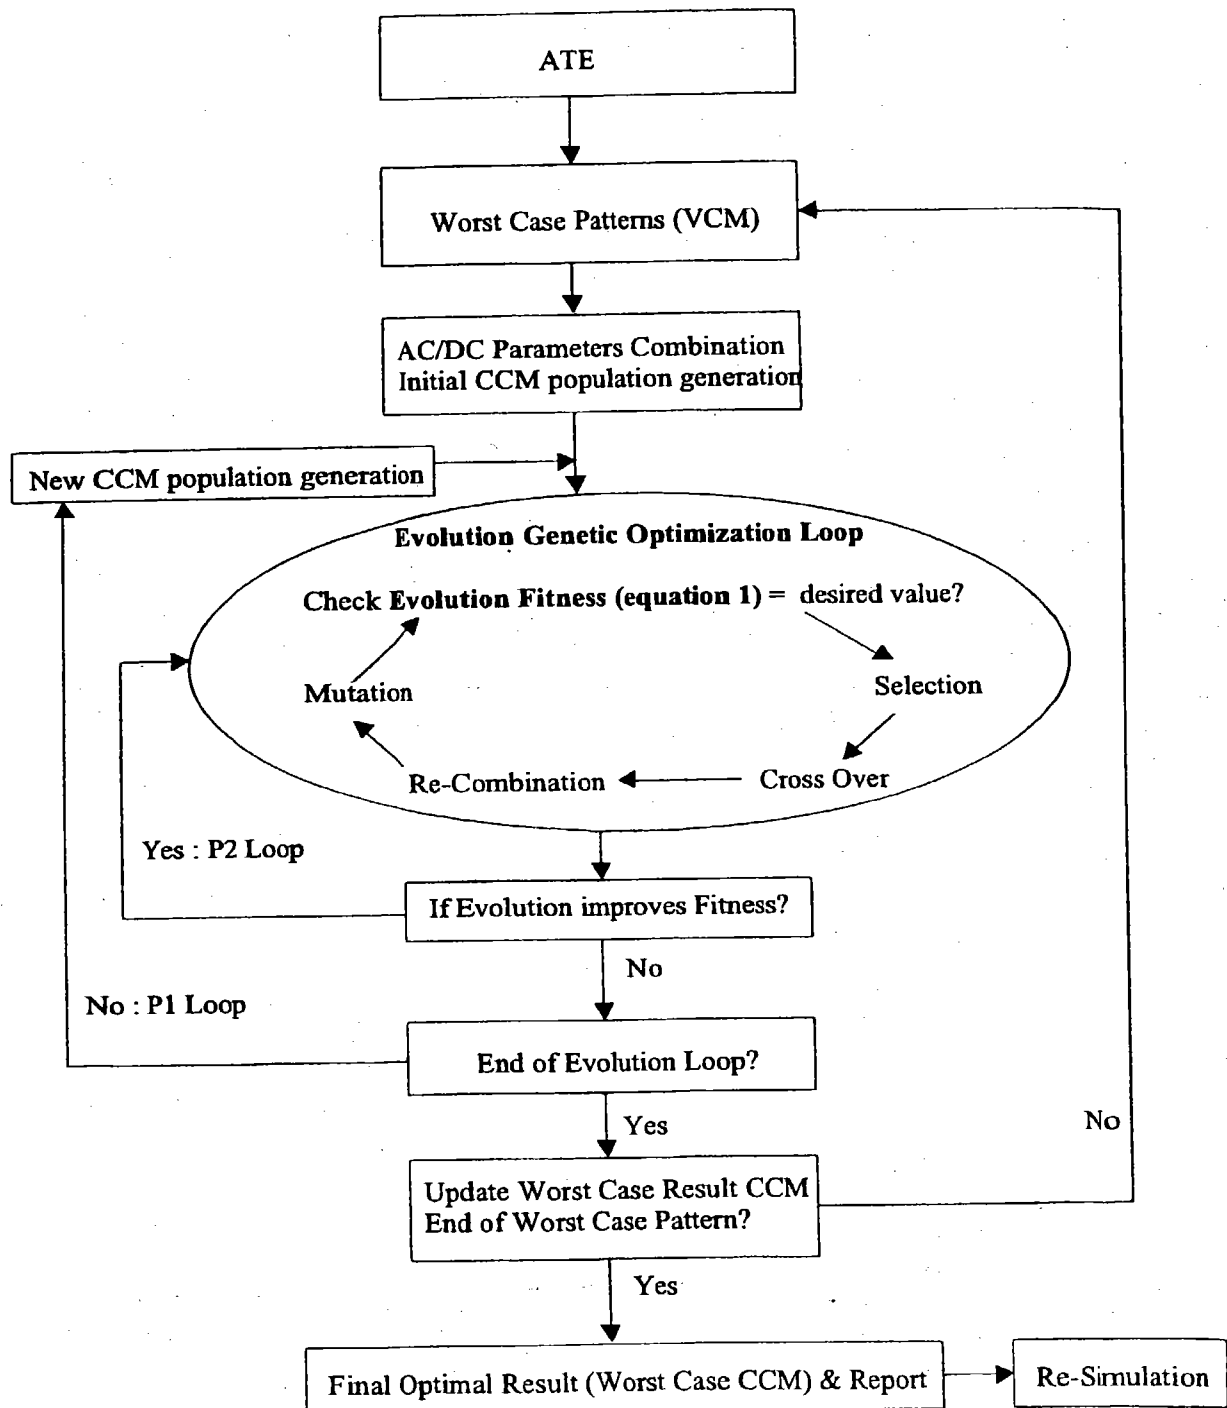 ATE
Worst Case Patterns (VCM)
AC/DC Parameters Combination
Initial CCM population generation
New CCM population generation
Evolution Genetic Optimization Loop
Check Evolution Fitness (equation 1) = desired value?
Mutation
Selection
Re-Combination
Cross Over
Yes : P2 Loop
If Evolution improves Fitness?
No
No : P1 Loop
End of Evolution Loop?
Yes
No
Update Worst Case Result CCM
End of Worst Case Pattern?
Yes
Final Optimal Result (Worst Case CCM) & Report
Re-Simulation